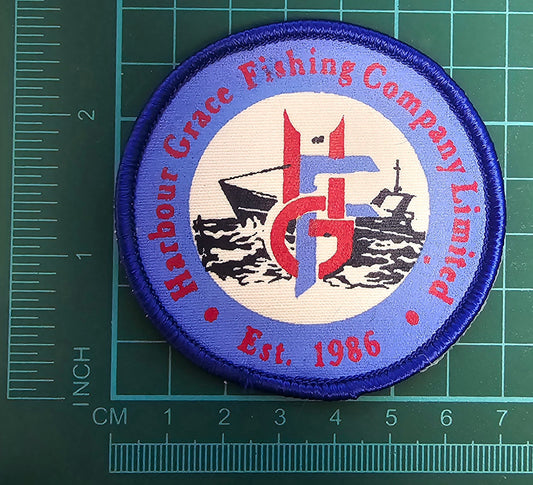 Harbour Grace Fishing Company Limited
HGF
Est. 1986
2
1
INCH
CM 1 2 3 4 5 6 7